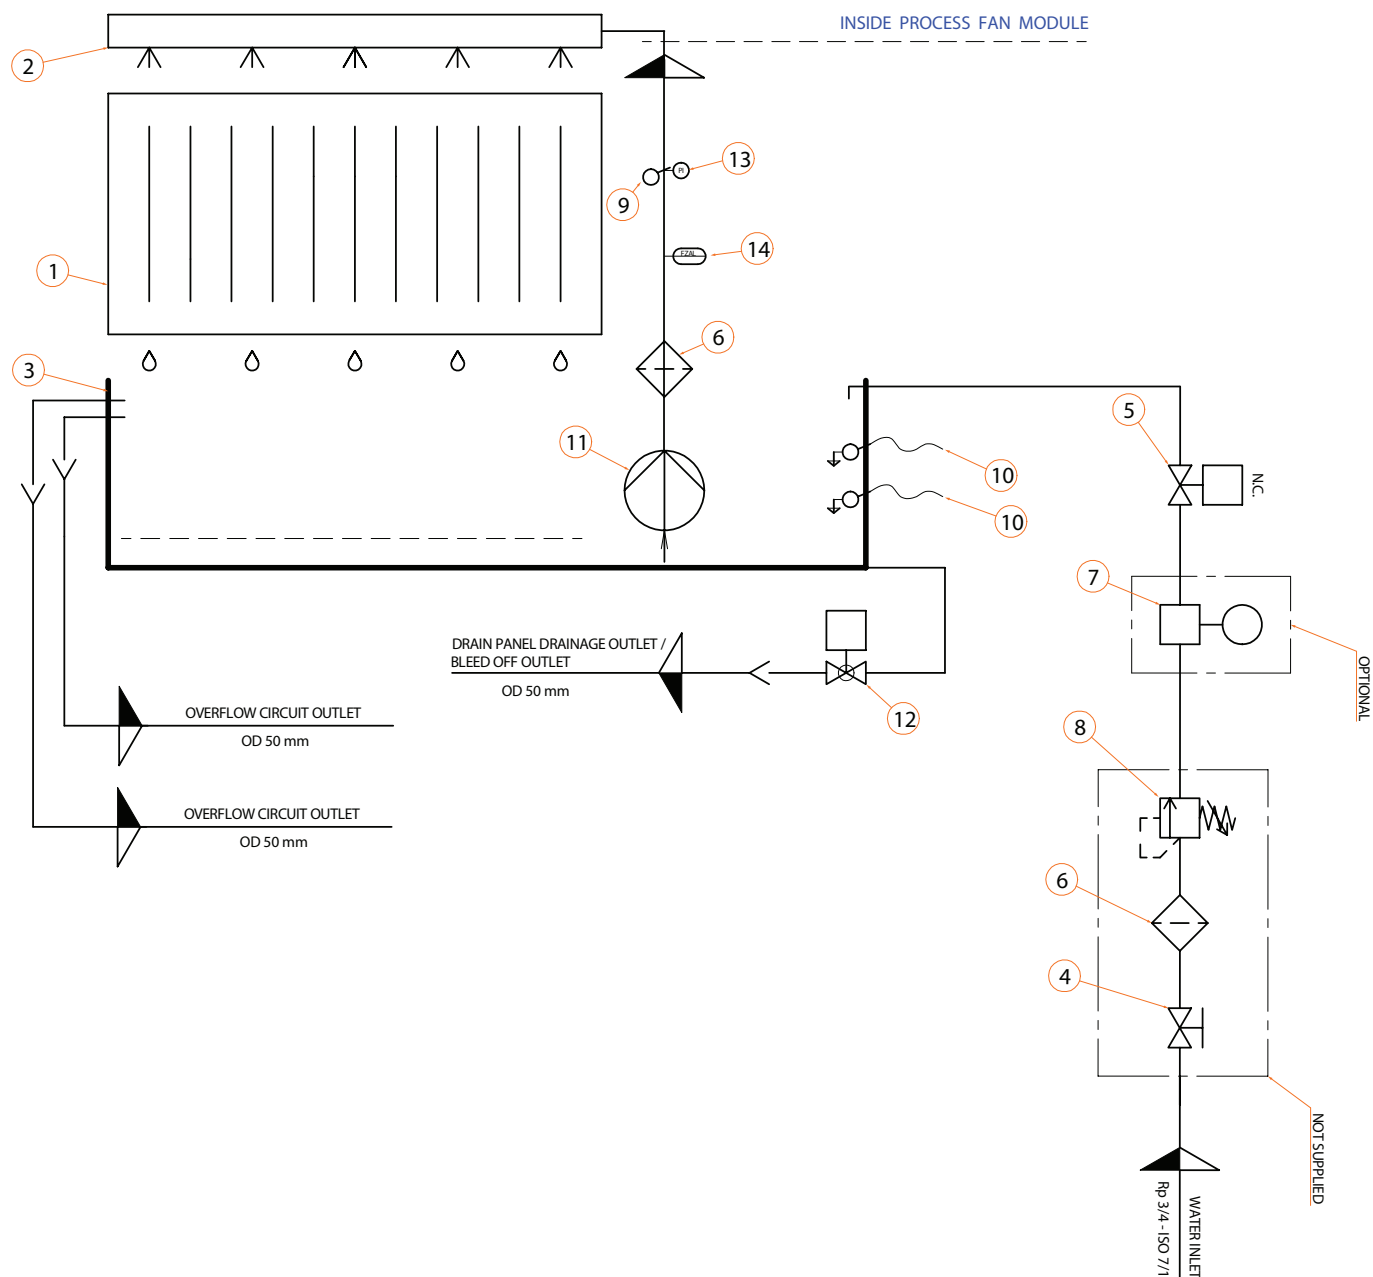 INSIDE PROCESS FAN MODULE
2
13
PI
9
14
FZAL
1
6
3
5
11
10
N.C.
10
7
OPTIONAL
DRAIN PANEL DRAINAGE OUTLET /
BLEED OFF OUTLET
OD 50 mm
12
OVERFLOW CIRCUIT OUTLET
OD 50 mm
8
OVERFLOW CIRCUIT OUTLET
OD 50 mm
6
4
NOT SUPPLIED
WATER INLET
Rp 3/4 - ISO 7/1